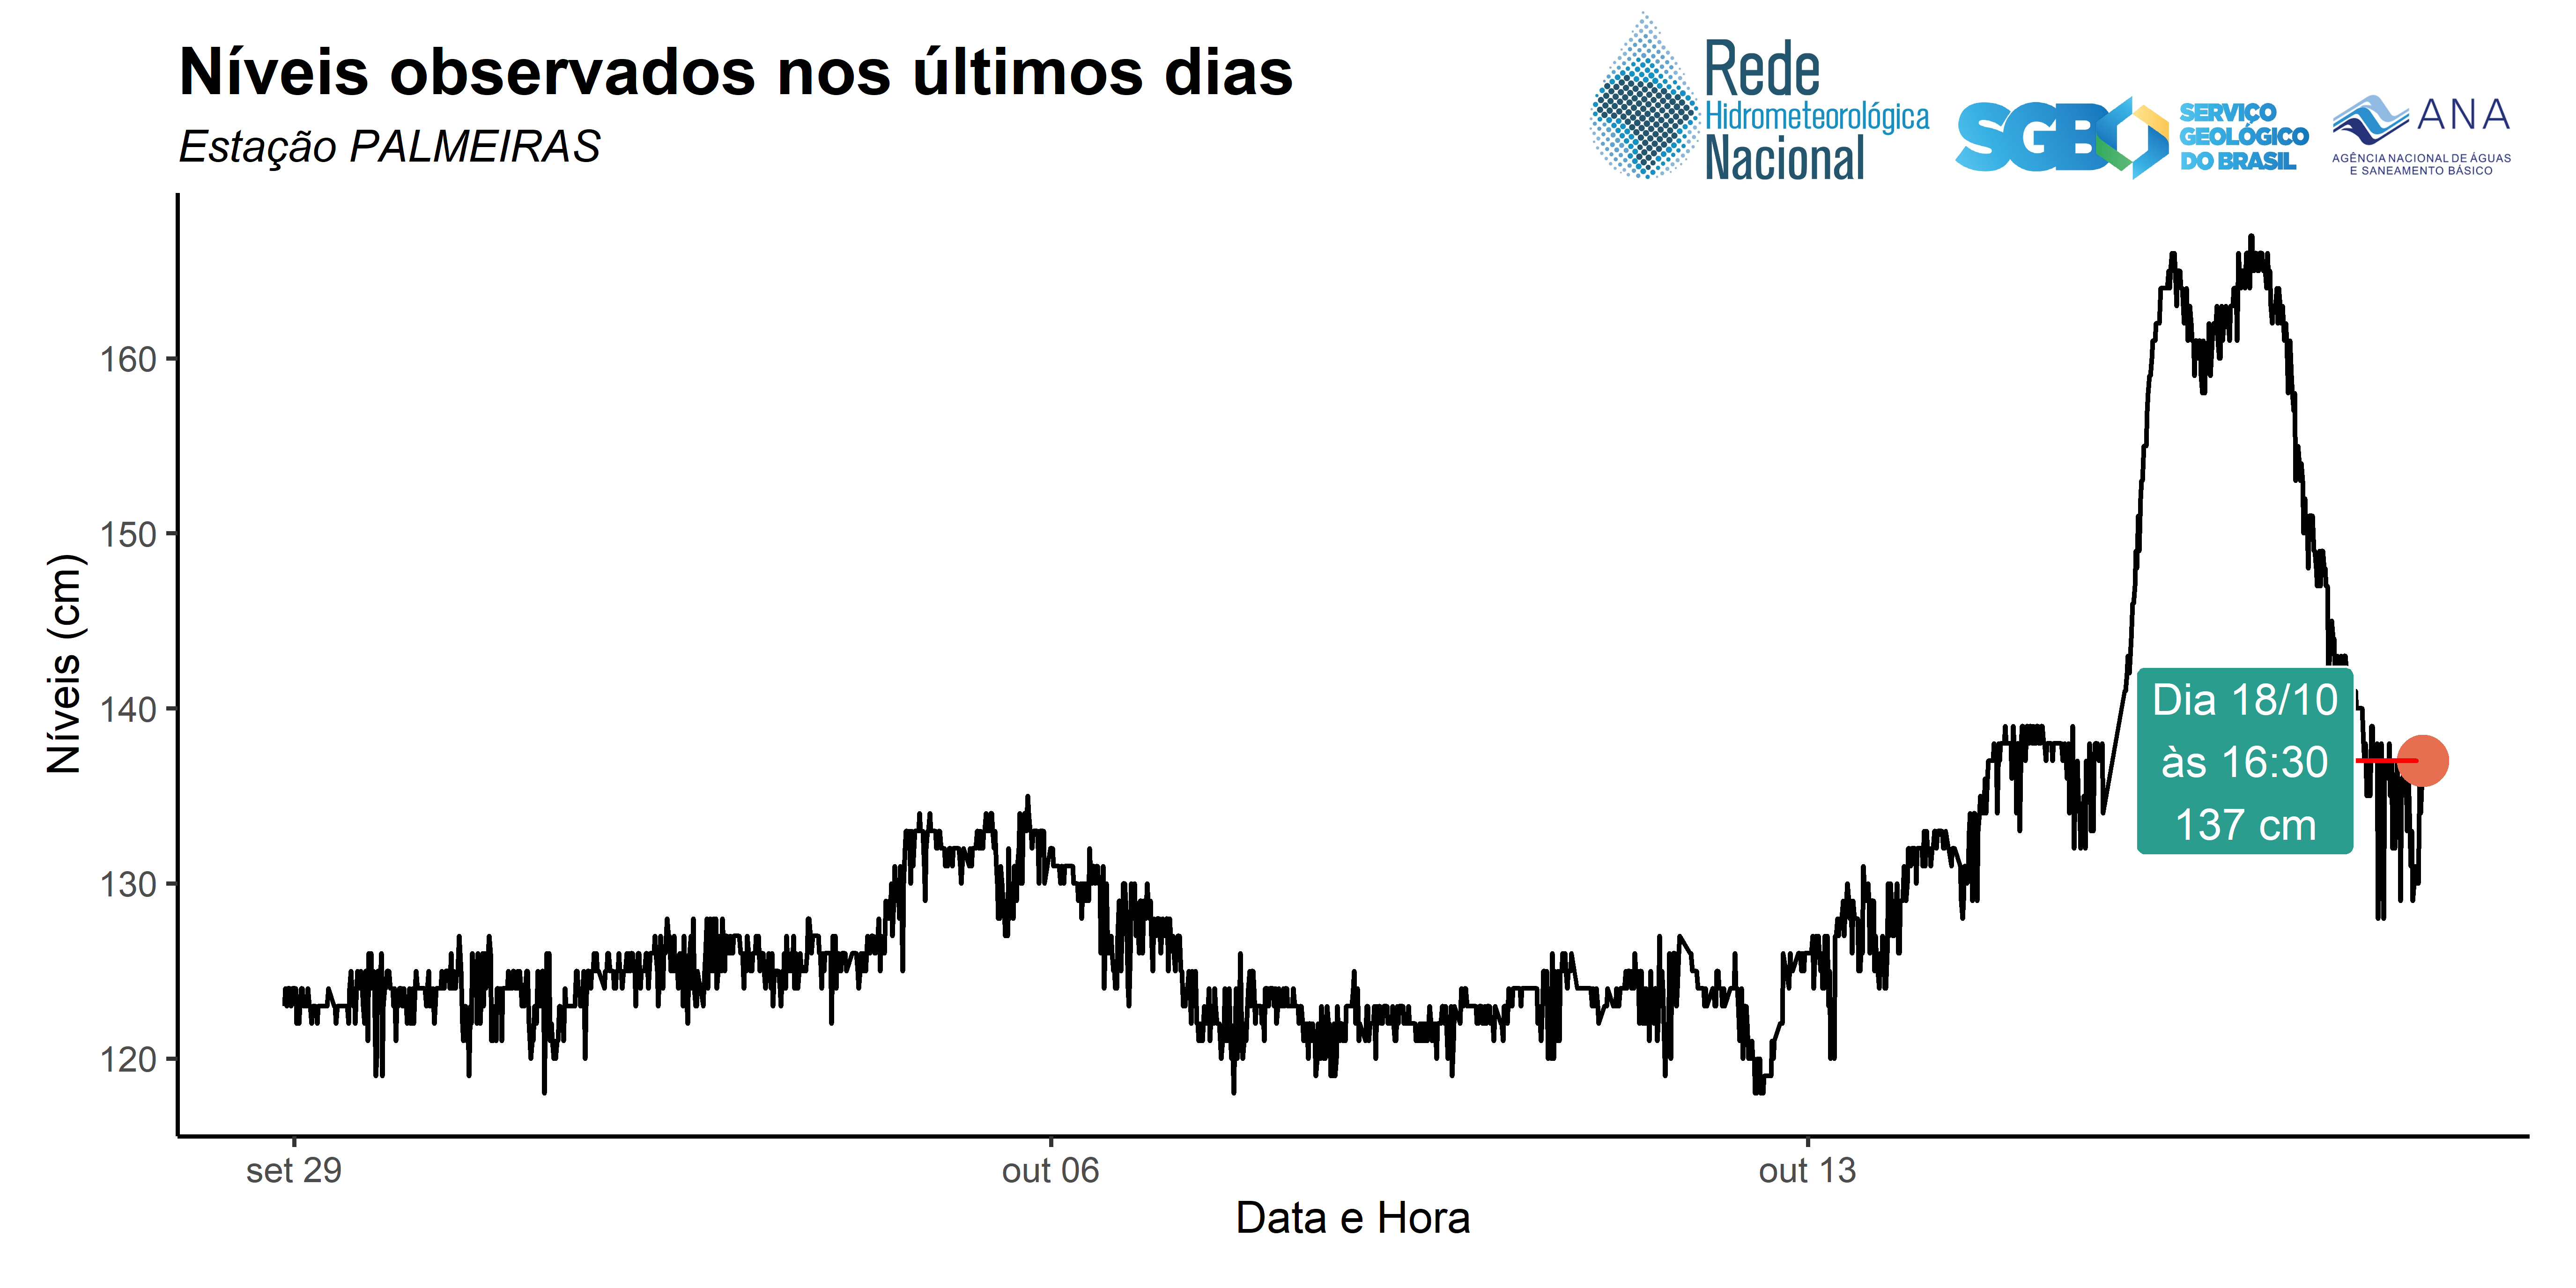 Níveis observados nos últimos dias
Estação PALMEIRAS
Rede
Hidrometeorológica
Nacional
SGB
SERVIÇO
GEOLÓGICO
DO BRASIL
ANA
AGÊNCIA NACIONAL DE ÁGUAS
E SANEAMENTO BÁSICO
Níveis (cm)
160
150
140
130
120
Dia 18/10
às 16:30
137 cm
set 29
out 06
out 13
Data e Hora